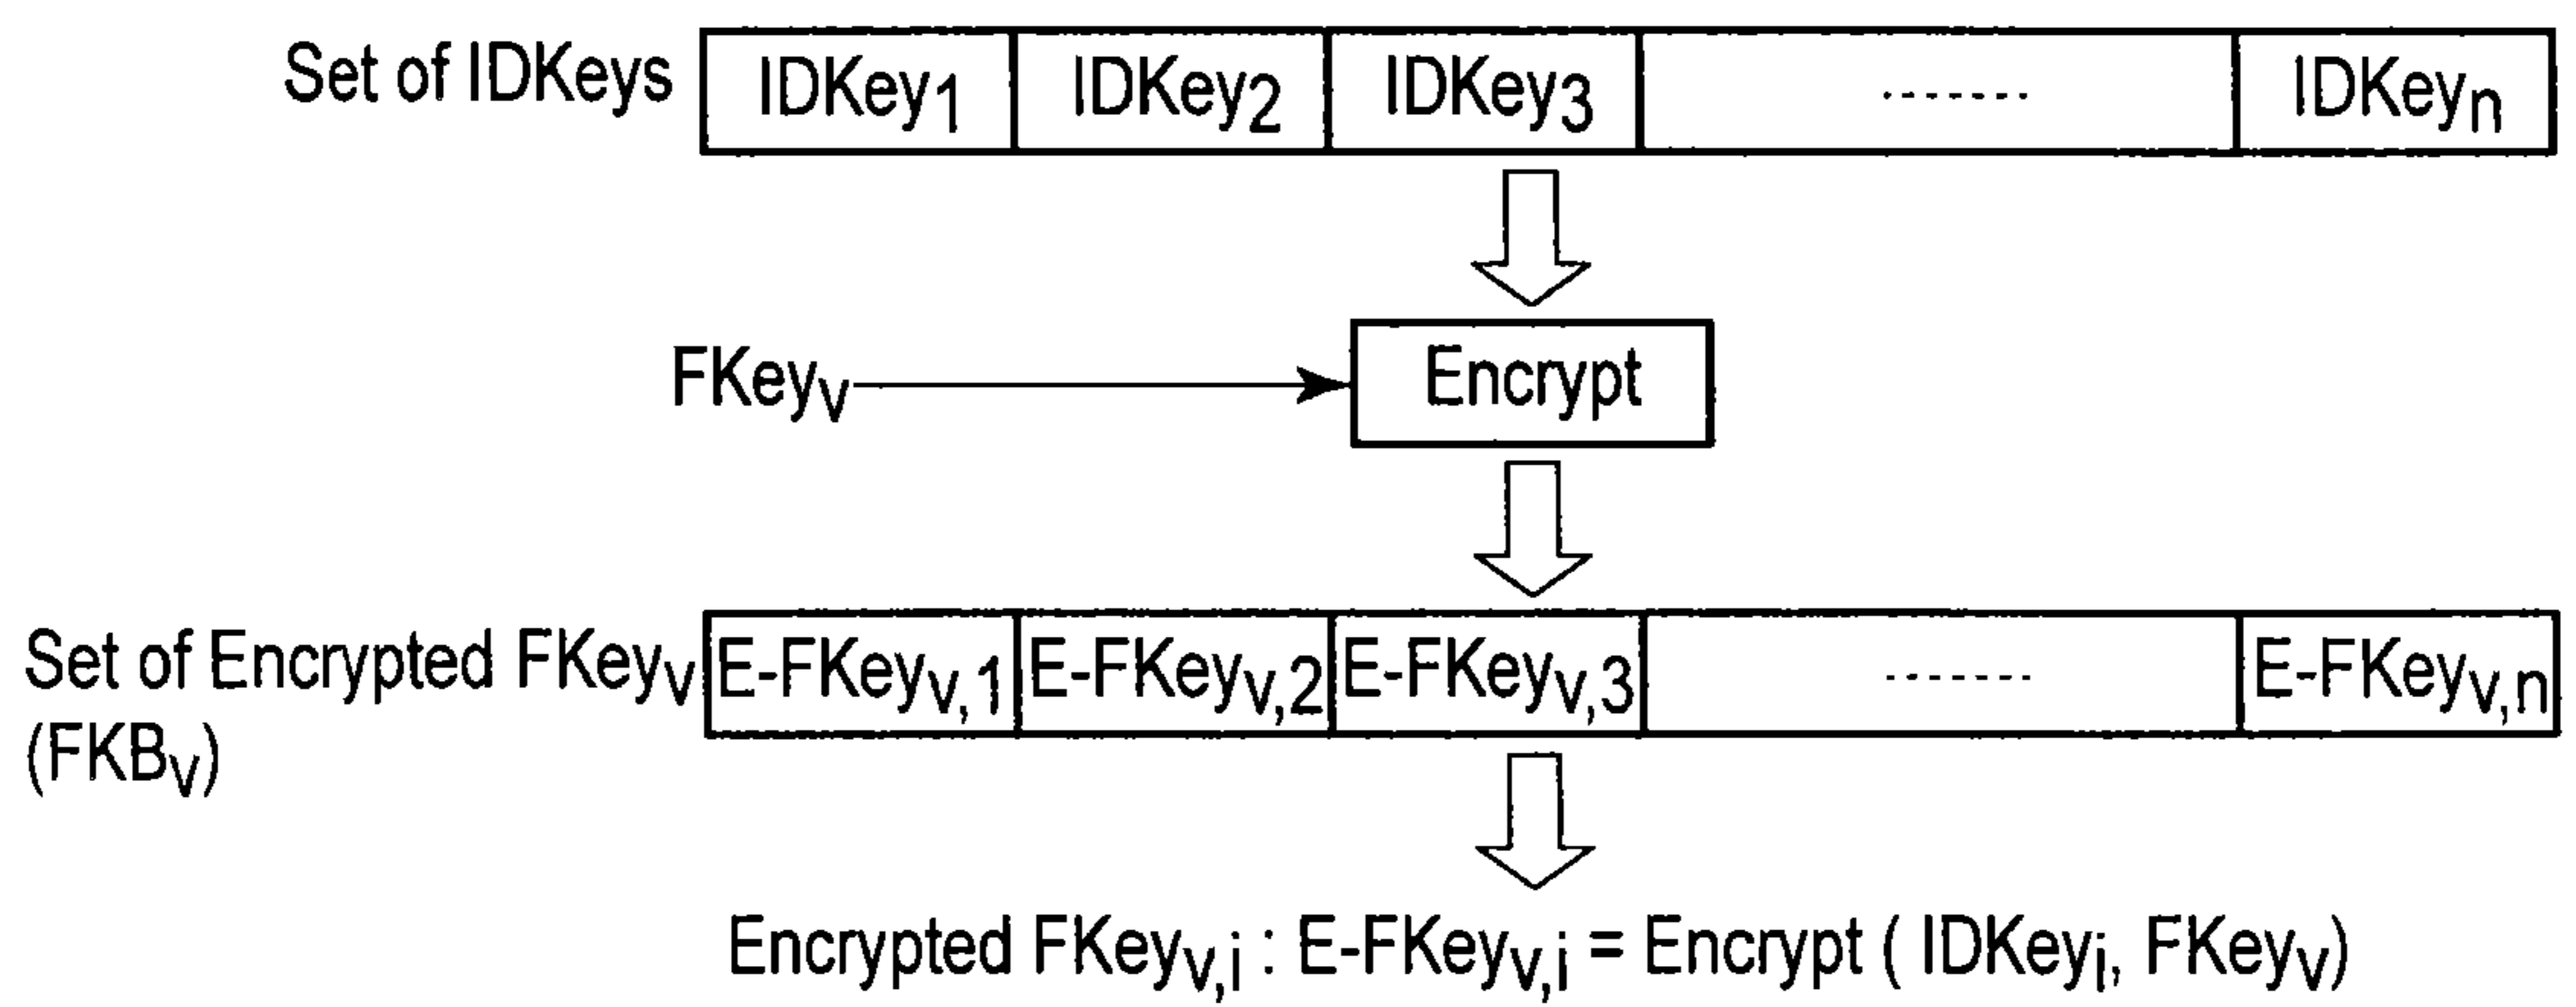 Set of IDKeys IDKey1 IDKey2 IDKey3 ....... IDKeyn
FKeyv Encrypt
Set of Encrypted FKeyv E-FKeyv,1 E-FKeyv,2 E-FKeyv,3 ....... E-FKeyv,n
(FKBv)
Encrypted FKeyv,i : E-FKeyv,i = Encrypt ( IDKeyi, FKeyv)